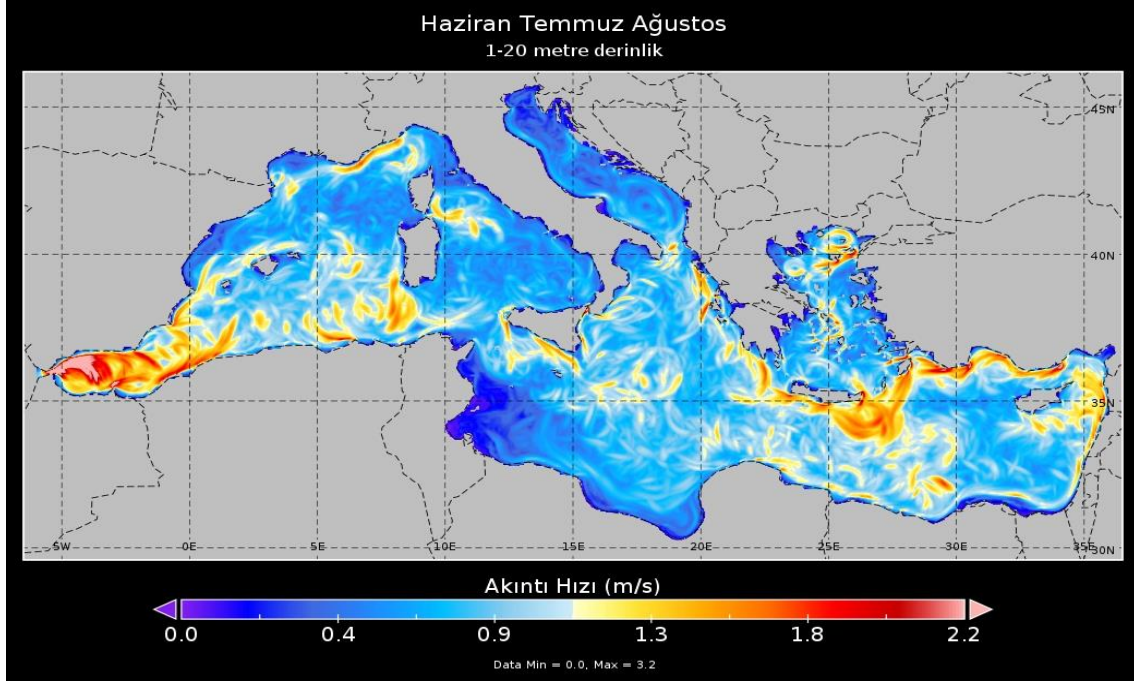 Haziran Temmuz Ağustos
1-20 metre derinlik
45N
40N
35N
5W 0E 5E 10E 15E 20E 25E 30E 35E 30N
Akıntı Hızı (m/s)
0.0 0.4 0.9 1.3 1.8 2.2
Data Min = 0.0, Max = 3.2